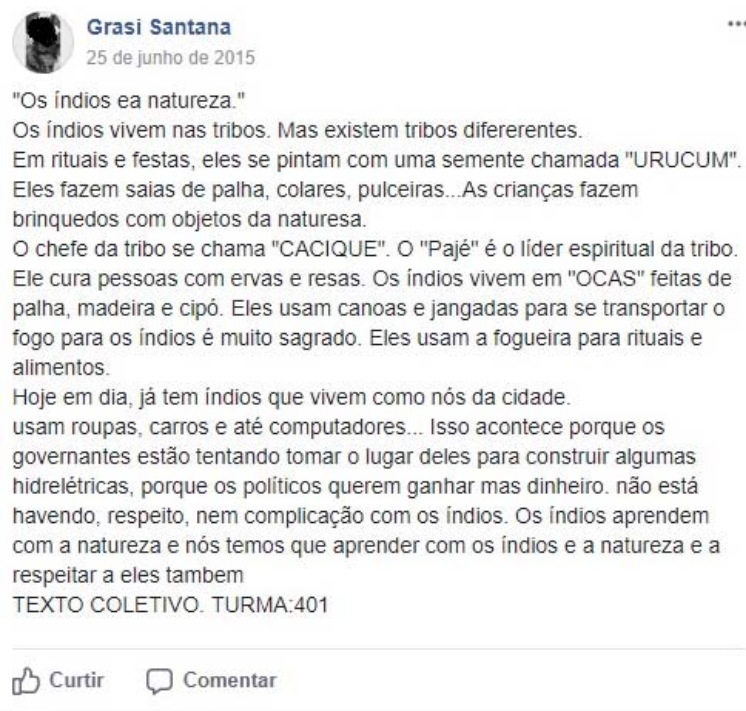 Grasi Santana
25 de junho de 2015
"Os índios ea natureza."
Os índios vivem nas tribos. Mas existem tribos difererentes.
Em rituais e festas, eles se pintam com uma semente chamada "URUCUM".
Eles fazem saias de palha, colares, pulceiras...As crianças fazem
brinquedos com objetos da naturesa.
O chefe da tribo se chama "CACIQUE". O "Pajé" é o líder espiritual da tribo.
Ele cura pessoas com ervas e resas. Os índios vivem em "OCAS" feitas de
palha, madeira e cipó. Eles usam canoas e jangadas para se transportar o
fogo para os índios é muito sagrado. Eles usam a fogueira para rituais e
alimentos.
Hoje em dia, já tem índios que vivem como nós da cidade.
usam roupas, carros e até computadores... Isso acontece porque os
governantes estão tentando tomar o lugar deles para construir algumas
hidrelétricas, porque os políticos querem ganhar mas dinheiro. não está
havendo, respeito, nem complicação com os índios. Os índios aprendem
com a natureza e nós temos que aprender com os índios e a natureza e a
respeitar a eles tambem
TEXTO COLETIVO. TURMA:401
Curtir Comentar